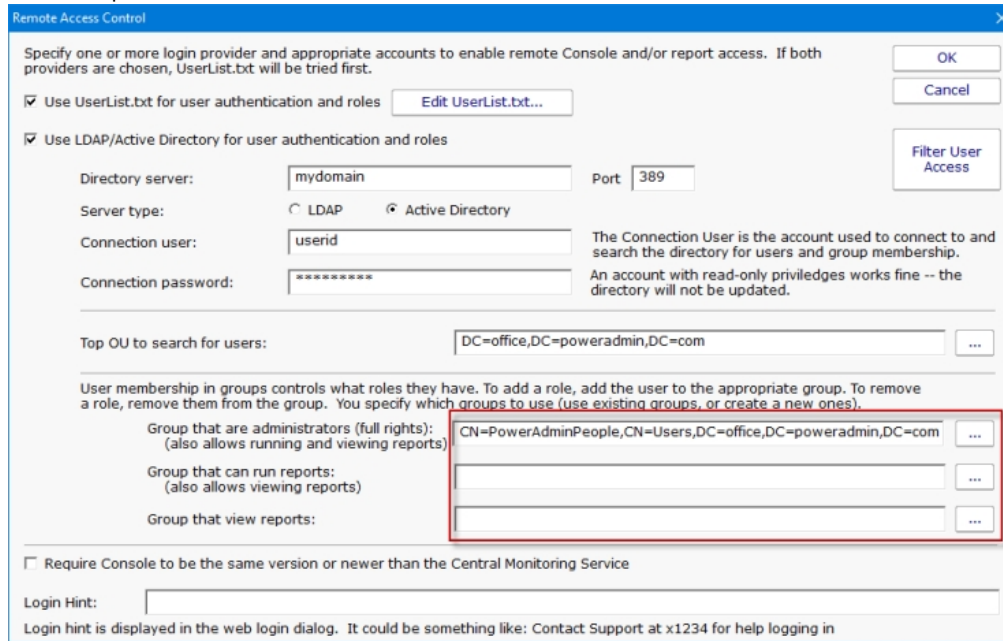 Remote Access Control
Specify one or more login provider and appropriate accounts to enable remote Console and/or report access. If both
providers are chosen, UserList.txt will be tried first.
OK
Cancel
Use UserList.txt for user authentication and roles
Edit UserList.txt...
Use LDAP/Active Directory for user authentication and roles
Filter User
Access
Directory server:
mydomain
Port
389
Server type:
LDAP
Active Directory
Connection user:
userid
The Connection User is the account used to connect to and
search the directory for users and group membership.
Connection password:
*********
An account with read-only priviledges works fine -- the
directory will not be updated.
Top OU to search for users:
DC=office,DC=poweradmin,DC=com
...
User membership in groups controls what roles they have. To add a role, add the user to the appropriate group. To remove
a role, remove them from the group. You specify which groups to use (use existing groups, or create a new ones).
Group that are administrators (full rights):
(also allows running and viewing reports)
CN=PowerAdminPeople,CN=Users,DC=office,DC=poweradmin,DC=com
...
Group that can run reports:
(also allows viewing reports)
...
Group that view reports:
...
Require Console to be the same version or newer than the Central Monitoring Service
Login Hint:
Login hint is displayed in the web login dialog. It could be something like: Contact Support at x1234 for help logging in